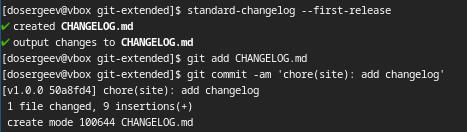 [dosergeev@vbox git-extended]$ standard-changelog --first-release
✔ created CHANGELOG.md
✔ output changes to CHANGELOG.md
[dosergeev@vbox git-extended]$ git add CHANGELOG.md
[dosergeev@vbox git-extended]$ git commit -am 'chore(site): add changelog'
[v1.0.0 50a8fd4] chore(site): add changelog
1 file changed, 9 insertions(+)
create mode 100644 CHANGELOG.md